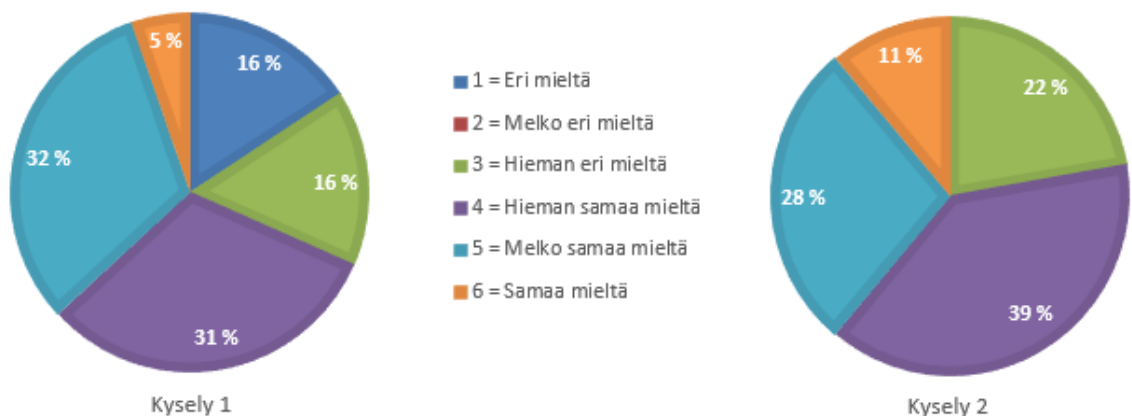 5 %
16 %
32 %
16 %
31 %
Kysely 1
1 = Eri mieltä
2 = Melko eri mieltä
3 = Hieman eri mieltä
4 = Hieman samaa mieltä
5 = Melko samaa mieltä
6 = Samaa mieltä
11 %
22 %
28 %
39 %
Kysely 2